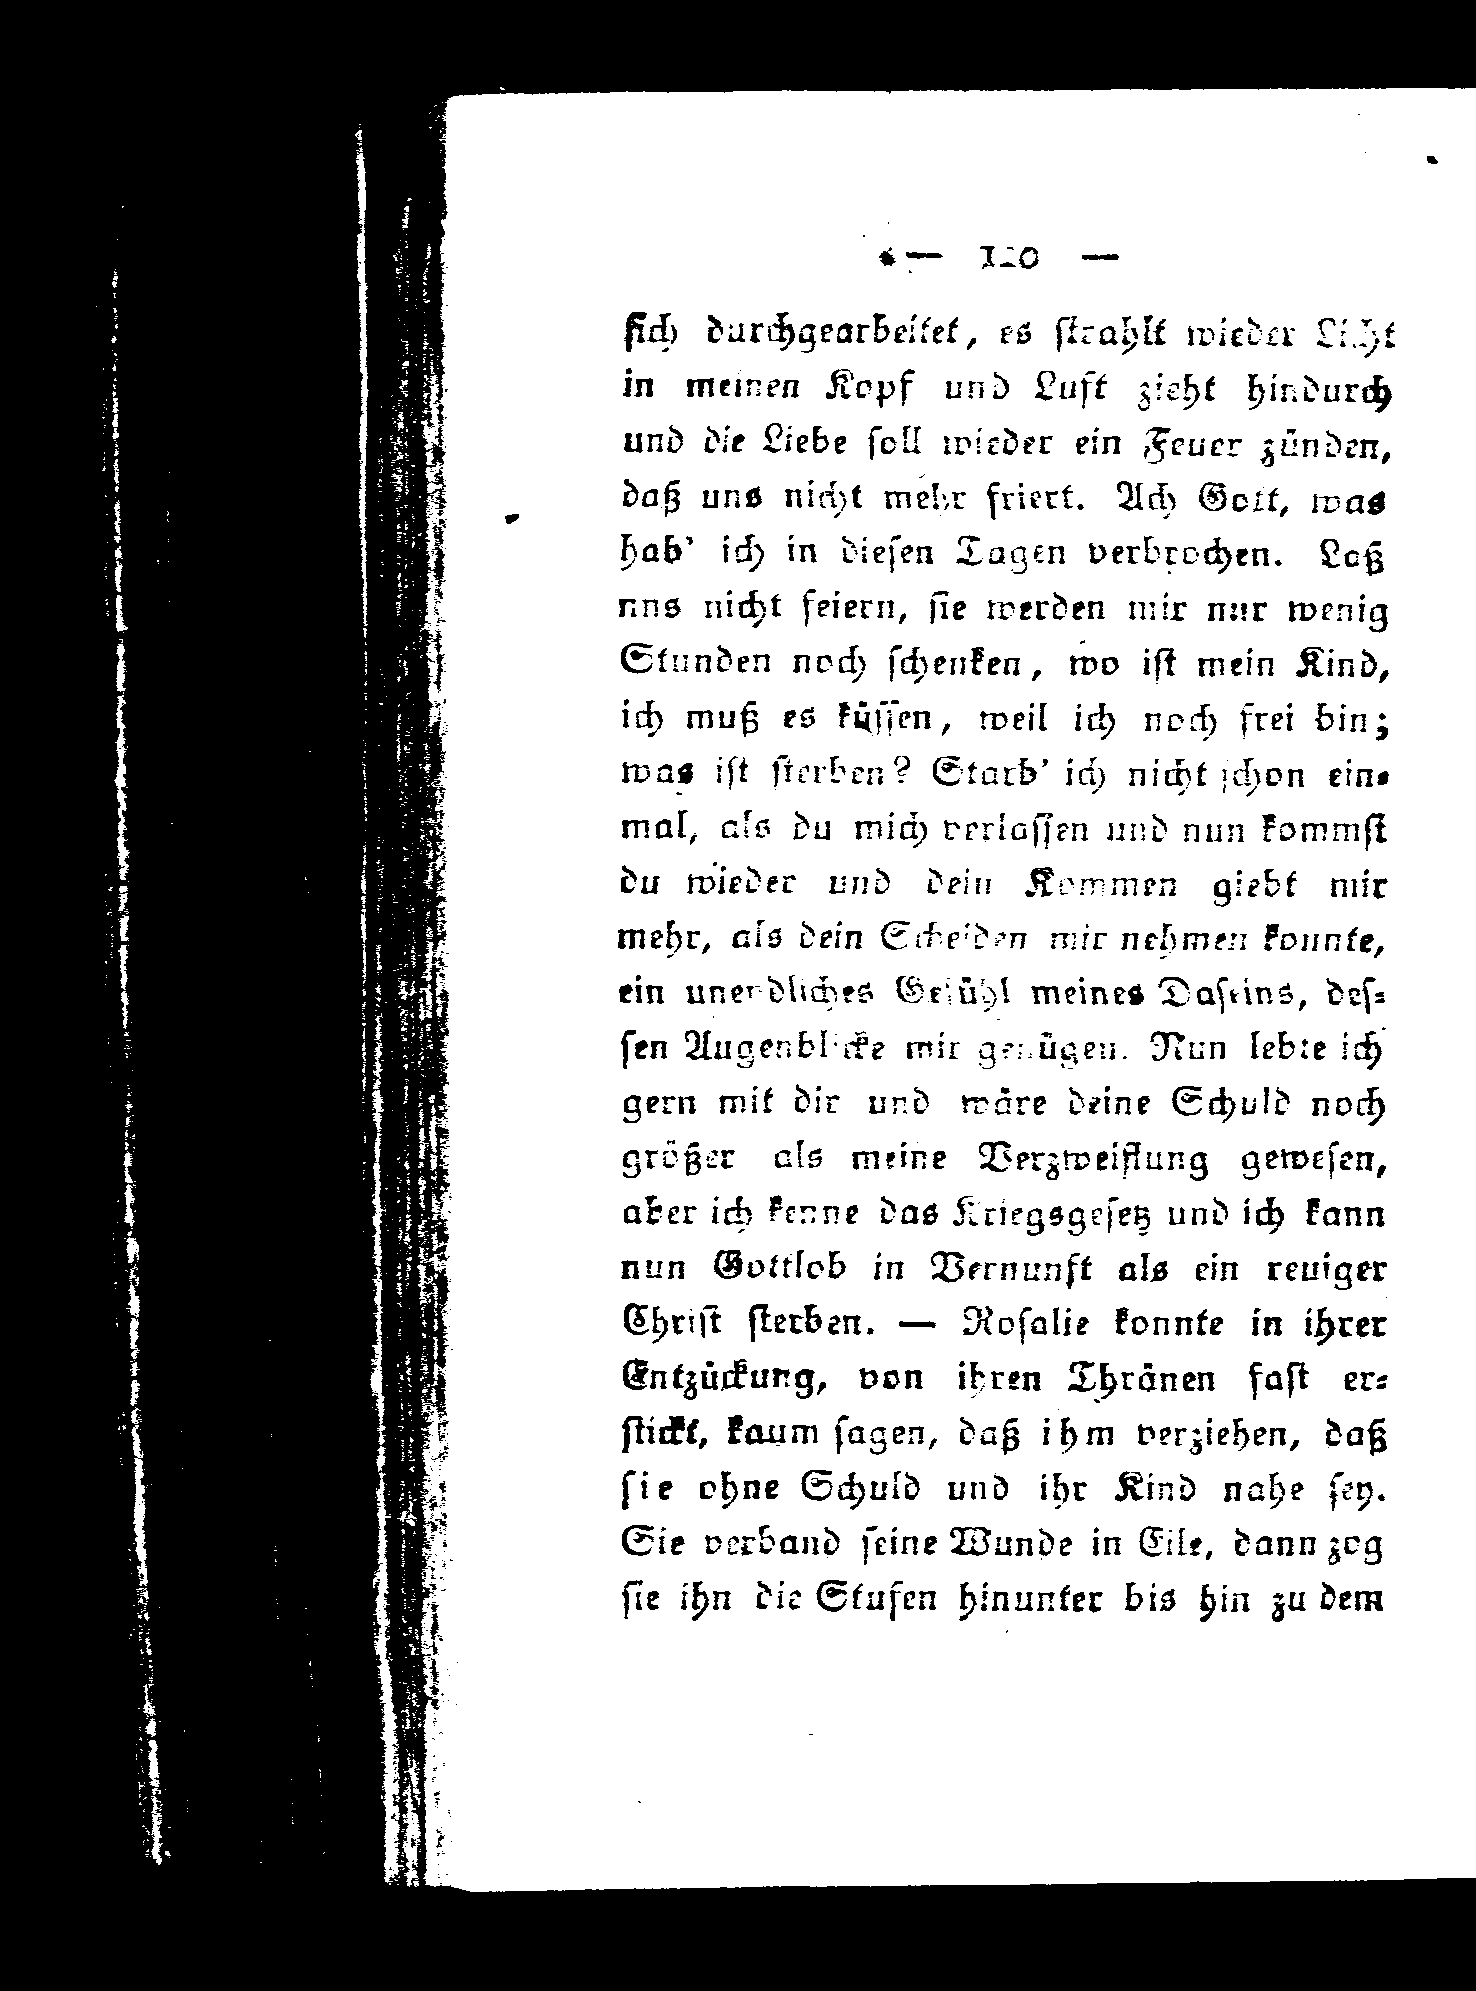 — 120 —
ſich durchgearbeitet, es ſtrahlt wieder Licht
in meinen Kopf und Luft zieht hindurch
und die Liebe ſoll wieder ein Feuer zünden,
daß uns nicht mehr friert. Ach Gott, was
hab' ich in dieſen Tagen verbrochen. Laß
uns nicht feiern, ſie werden mir nur wenig
Stunden noch ſchenken, wo iſt mein Kind,
ich muß es küſſen, weil ich noch frei bin;
was iſt ſterben? Starb' ich nicht ſchon ein⸗
mal, als du mich verlaſſen und nun kommſt
du wieder und dein Kommen giebt mir
mehr, als dein Scheiden mir nehmen konnte,
ein unendliches Gefühl meines Daſeins, deſ⸗
ſen Augenblicke mir genügen. Nun lebte ich
gern mit dir und wäre deine Schuld noch
größer als meine Verzweiflung geweſen,
aber ich kenne das Kriegsgeſetz und ich kann
nun Gottlob in Vernunft als ein reuiger
Chriſt ſterben. — Roſalie konnte in ihrer
Entzückung, von ihren Thränen faſt er⸗
ſtickt, kaum ſagen, daß ihm verziehen, daß
ſie ohne Schuld und ihr Kind nahe ſey.
Sie verband ſeine Wunde in Eile, dann zog
ſie ihn die Stufen hinunter bis hin zu dem